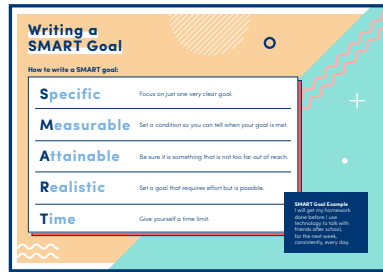 Writing a
SMART Goal
How to write a SMART goal:
Specific Focus on just one very clear goal.
Measurable Set a condition so you can tell when your goal is met.
Attainable Be sure it is something that is not too far out of reach.
Realistic Set a goal that requires effort but is possible.
Time Give yourself a time limit.
SMART Goal Example
I will get my homework
done before I use
technology to talk with
friends after school,
for the next week,
consistently, every day.